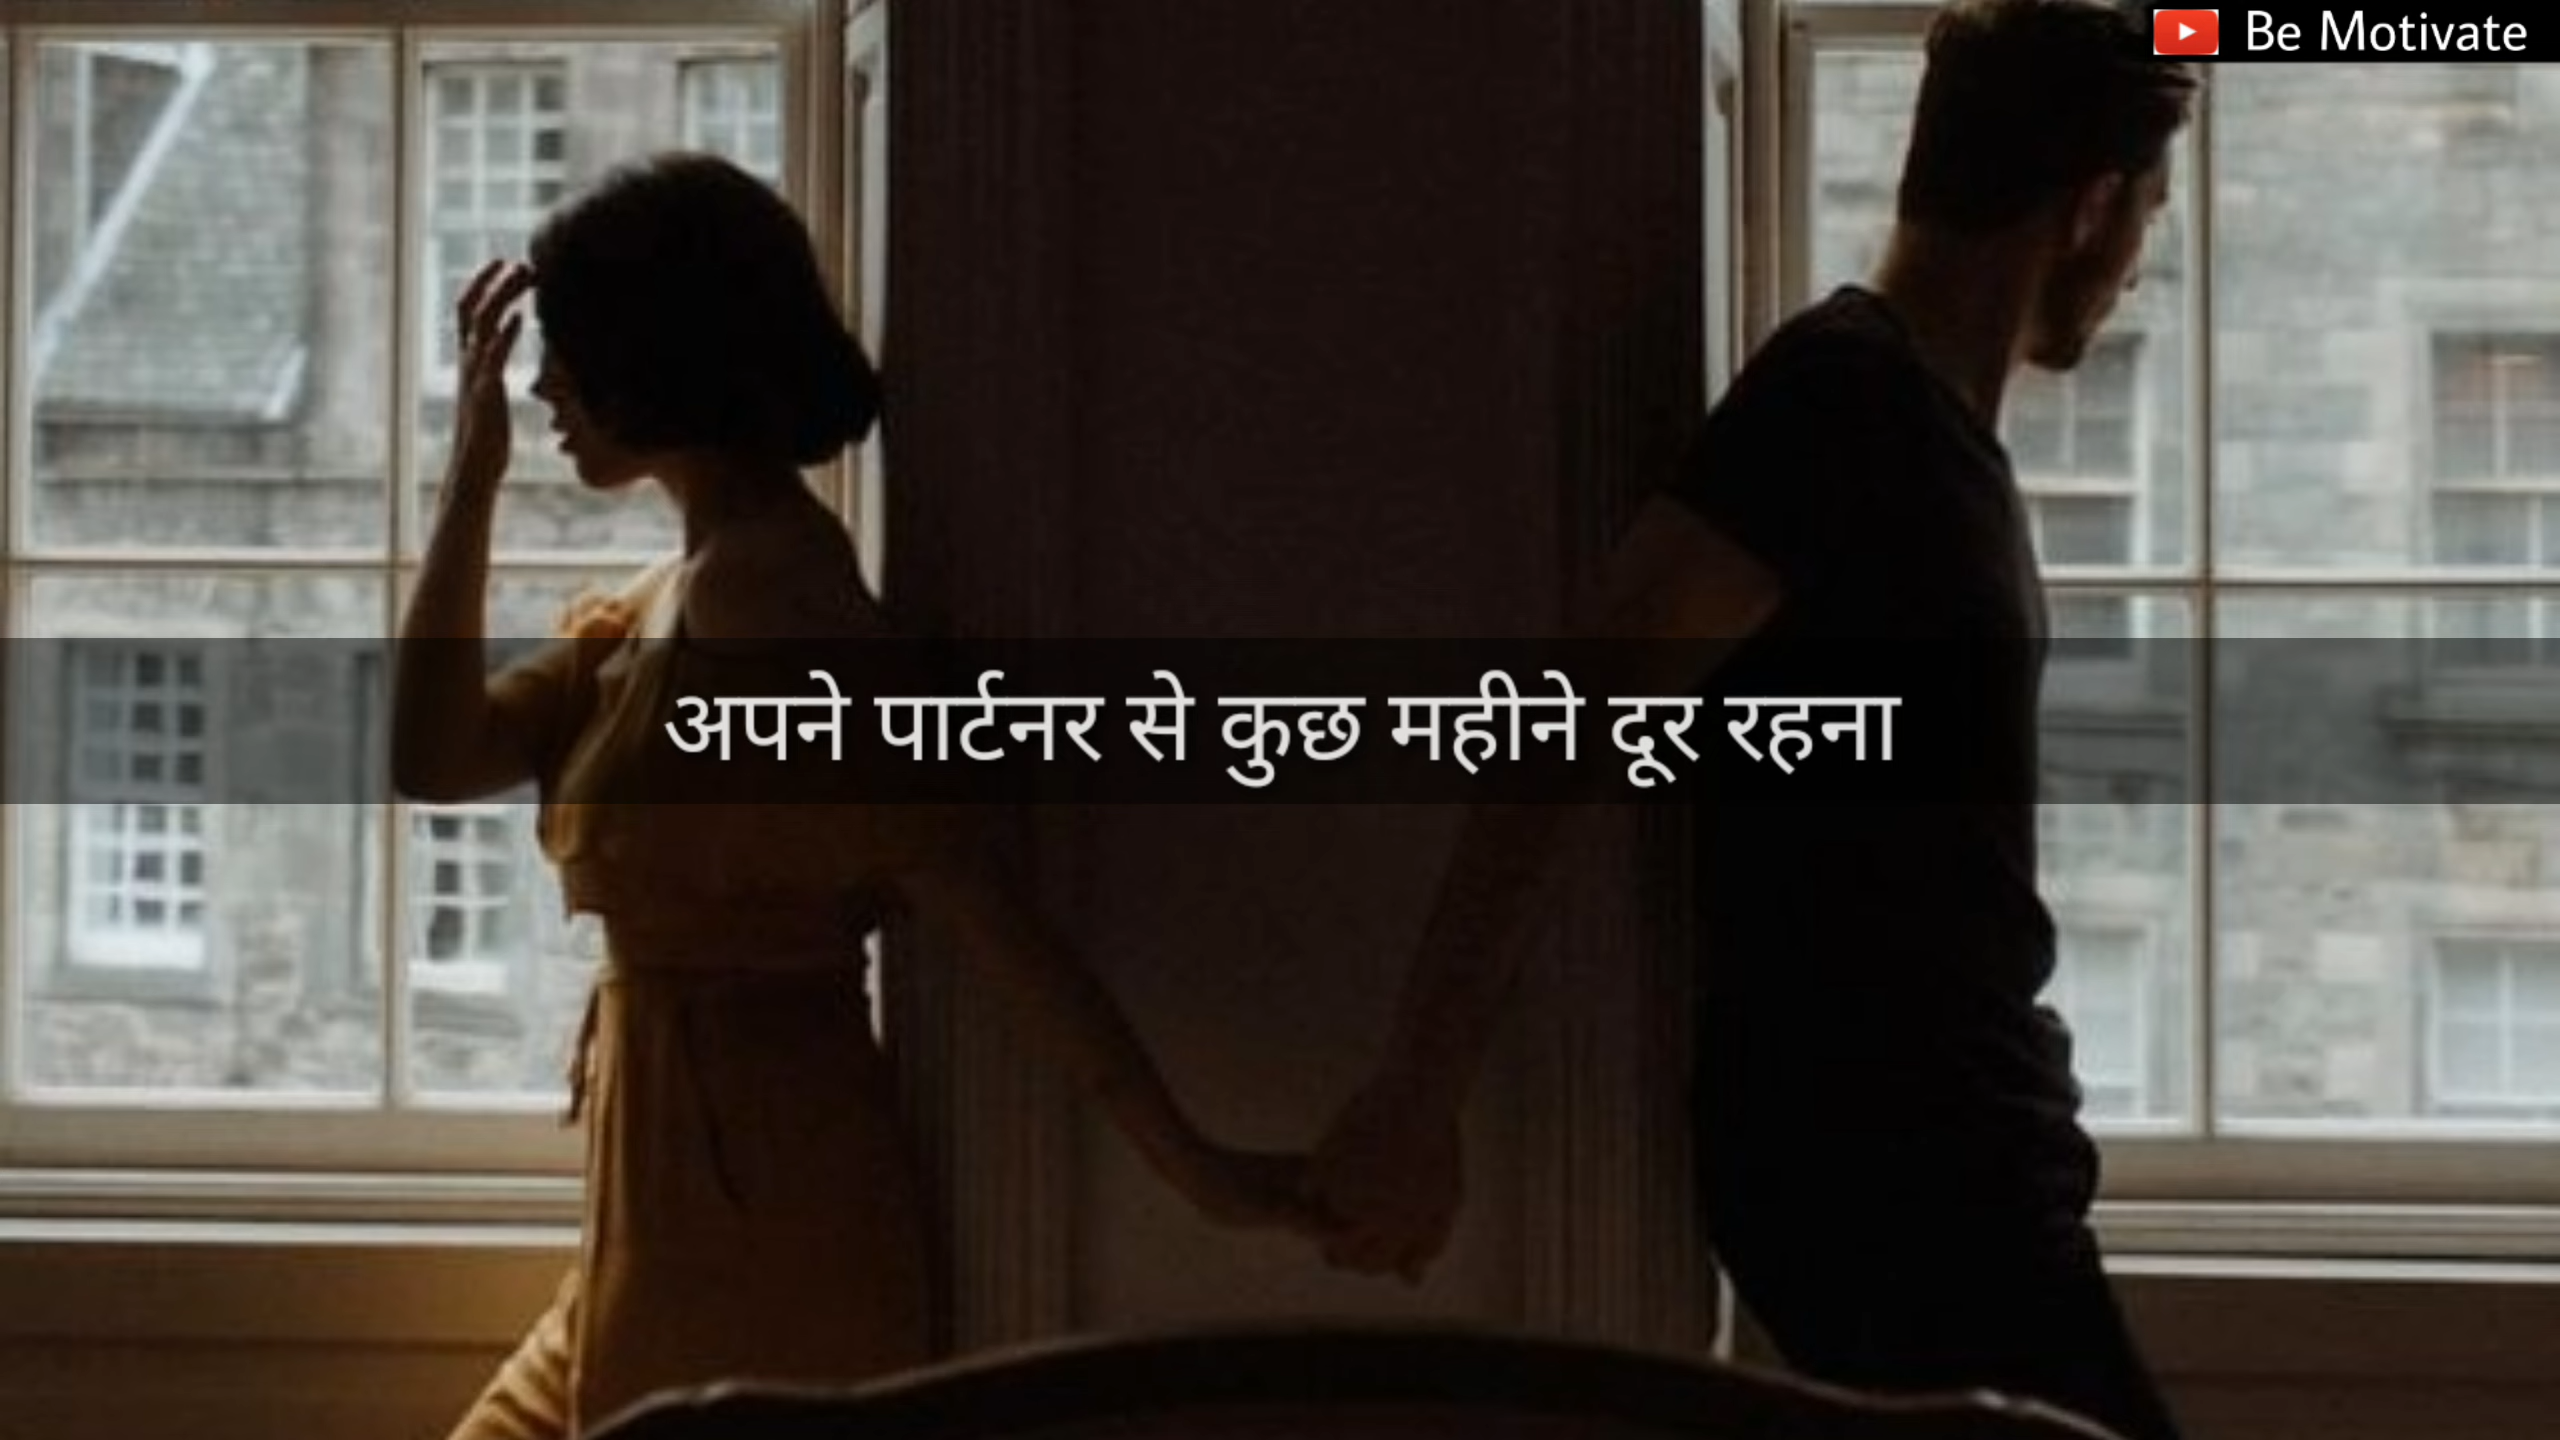 Be Motivate
अपने पार्टनर से कुछ महीने दूर रहना